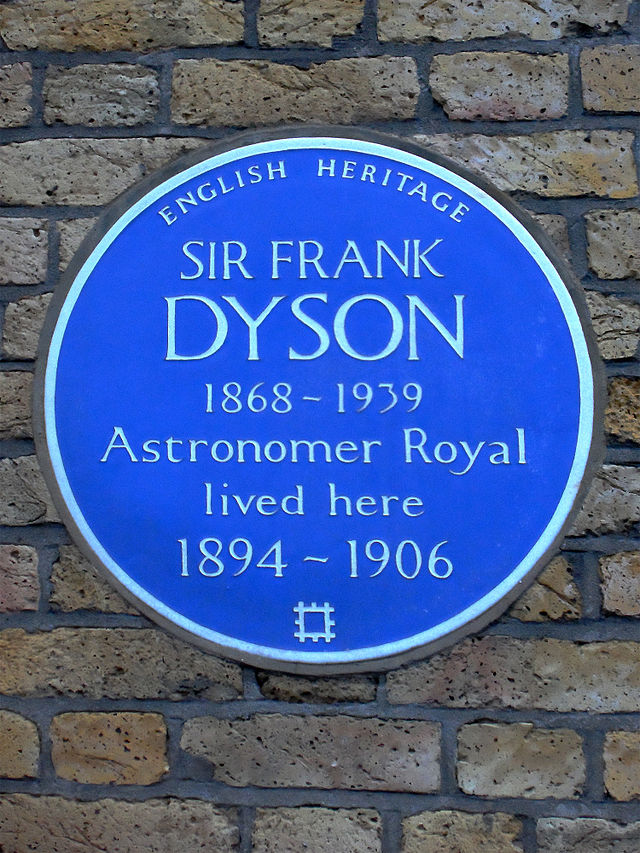 ENGLISH HERITAGE
SIR FRANK
DYSON
1868 - 1939
Astronomer Royal
lived here
1894 ~ 1906